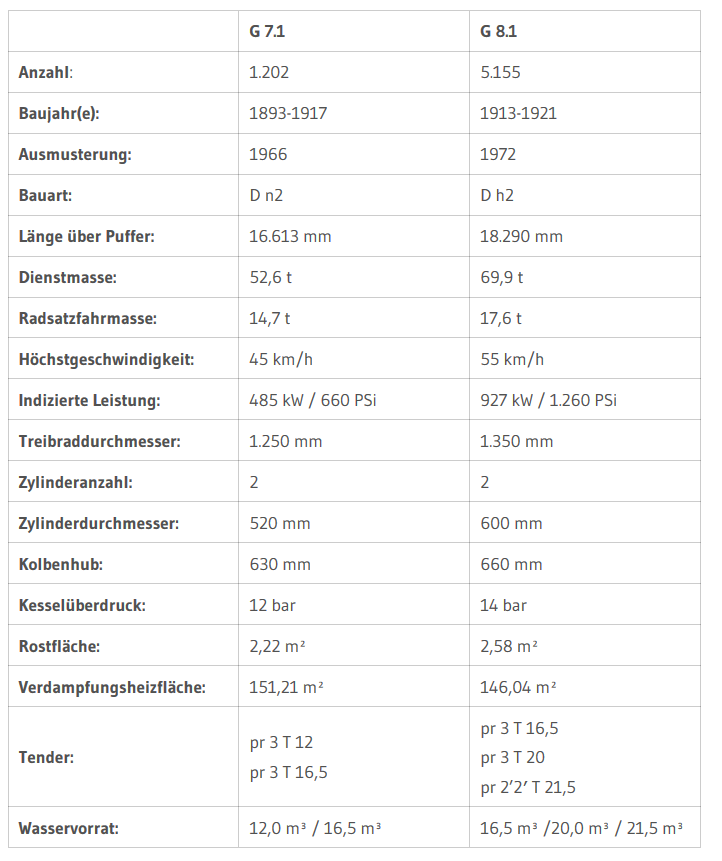 G 7.1 G 8.1
Anzahl: 1.202 5.155
Baujahr(e): 1893-1917 1913-1921
Ausmusterung: 1966 1972
Bauart: D n2 D h2
Länge über Puffer: 16.613 mm 18.290 mm
Dienstmasse: 52,6 t 69,9 t
Radsatzfahrmasse: 14,7 t 17,6 t
Höchstgeschwindigkeit: 45 km/h 55 km/h
Indizierte Leistung: 485 kW / 660 PSi 927 kW / 1.260 PSi
Treibraddurchmesser: 1.250 mm 1.350 mm
Zylinderanzahl: 2 2
Zylinderdurchmesser: 520 mm 600 mm
Kolbenhub: 630 mm 660 mm
Kesselüberdruck: 12 bar 14 bar
Rostfläche: 2,22 m² 2,58 m²
Verdampfungsheizfläche: 151,21 m² 146,04 m²
Tender:
pr 3 T 12
pr 3 T 16,5
pr 3 T 16,5
pr 3 T 20
pr 2’2′ T 21,5
Wasservorrat: 12,0 m³ / 16,5 m³ 16,5 m³ /20,0 m³ / 21,5 m³